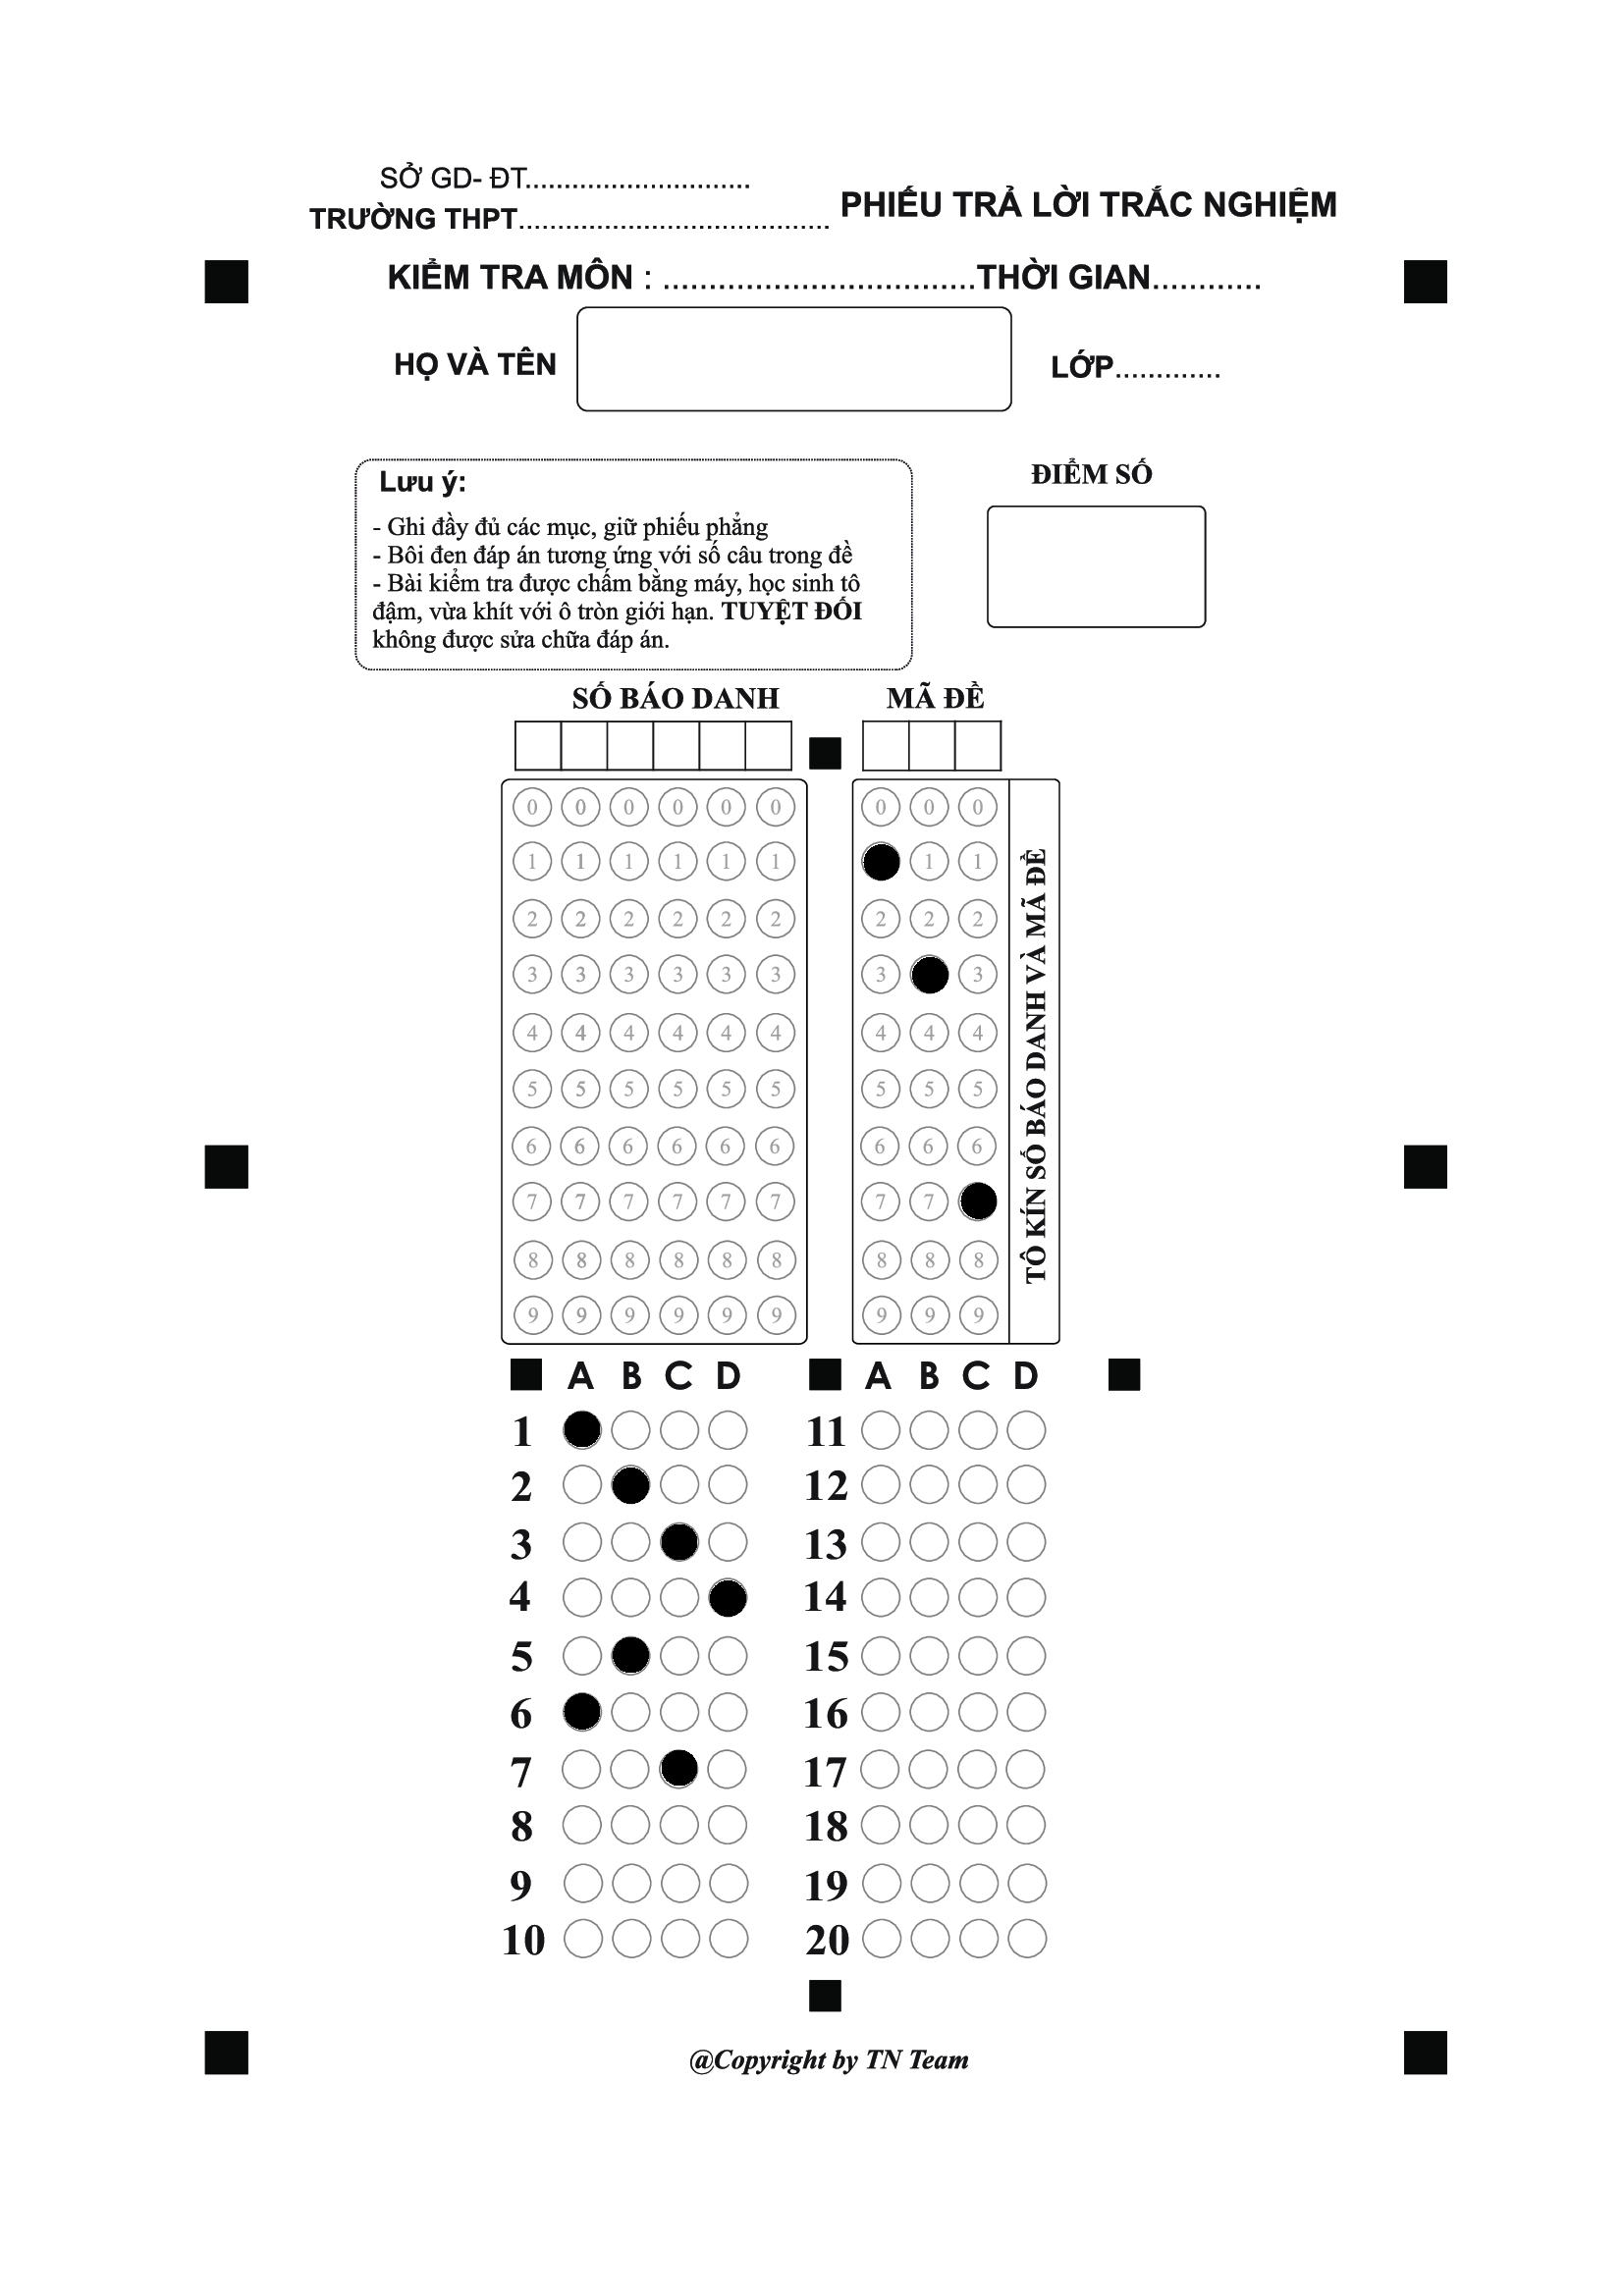 SỞ GD- ĐT.............................
TRƯỜNG THPT........................................
PHIẾU TRẢ LỜI TRẮC NGHIỆM
KIỂM TRA MÔN : .................................THỜI GIAN............
HỌ VÀ TÊN
LỚP.............
Lưu ý:
- Ghi đầy đủ các mục, giữ phiếu phẳng
- Bôi đen đáp án tương ứng với số câu trong đề
- Bài kiểm tra được chấm bằng máy, học sinh tô
đậm, vừa khít với ô tròn giới hạn. TUYỆT ĐỐI
không được sửa chữa đáp án.
ĐIỂM SỐ
SỐ BÁO DANH
MÃ ĐỀ
0 0 0 0 0 0 0 0 0
1 1 1 1 1 1 1 1
2 2 2 2 2 2 2 2 2
3 3 3 3 3 3 3 3
4 4 4 4 4 4 4 4 4
5 5 5 5 5 5 5 5 5
6 6 6 6 6 6 6 6 6
7 7 7 7 7 7 7 7
8 8 8 8 8 8 8 8 8
9 9 9 9 9 9 9 9 9
TÔ KÍN SỐ BÁO DANH VÀ MÃ ĐỀ
A B C D A B C D
1 11
2 12
3 13
4 14
5 15
6 16
7 17
8 18
9 19
10 20
@Copyright by TN Team